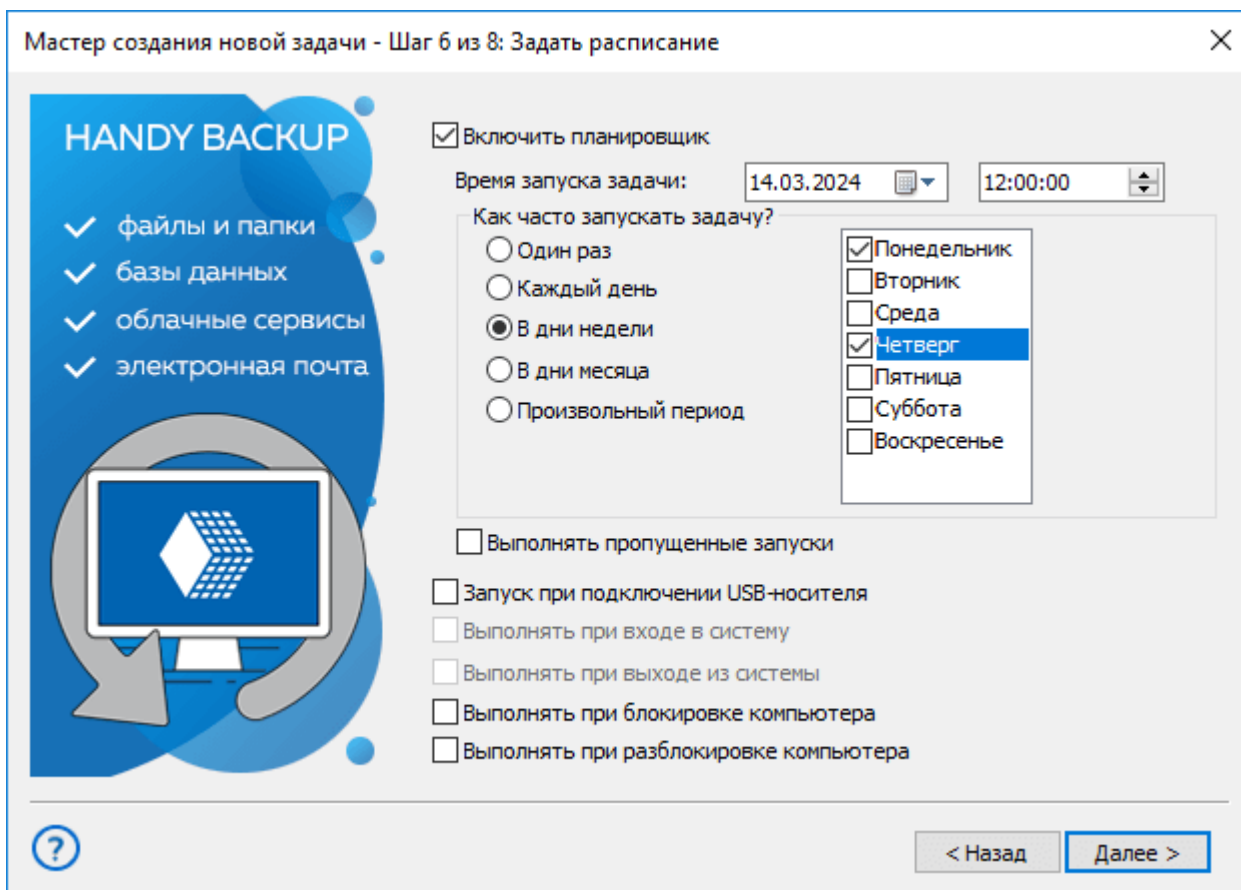 Мастер создания новой задачи - Шаг 6 из 8: Задать расписание
HANDY BACKUP
файлы и папки
базы данных
облачные сервисы
электронная почта
Включить планировщик
Время запуска задачи: 14.03.2024 12:00:00
Как часто запускать задачу?
Один раз
Каждый день
В дни недели
В дни месяца
Произвольный период
Понедельник
Вторник
Среда
Четверг
Пятница
Суббота
Воскресенье
Выполнять пропущенные запуски
Запуск при подключении USB-носителя
Выполнять при входе в систему
Выполнять при выходе из системы
Выполнять при блокировке компьютера
Выполнять при разблокировке компьютера
?
< Назад
Далее >